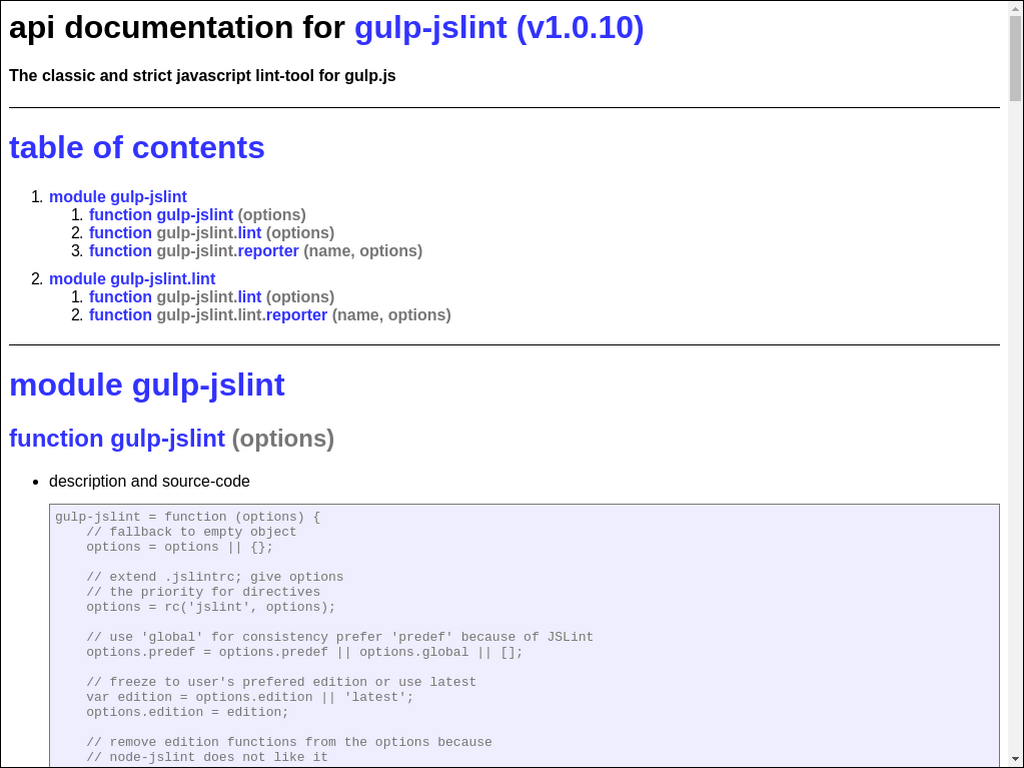 api documentation for gulp-jslint (v1.0.10)
The classic and strict javascript lint-tool for gulp.js
table of contents
1. module gulp-jslint
1. function gulp-jslint (options)
2. function gulp-jslint.lint (options)
3. function gulp-jslint.reporter (name, options)
2. module gulp-jslint.lint
1. function gulp-jslint.lint (options)
2. function gulp-jslint.lint.reporter (name, options)
module gulp-jslint
function gulp-jslint (options)
• description and source-code
gulp-jslint = function (options) {
    // fallback to empty object
    options = options || {};
    // extend .jslintrc; give options
    // the priority for directives
    options = rc('jslint', options);
    // use 'global' for consistency prefer 'predef' because of JSLint
    options.predef = options.predef || options.global || [];
    // freeze to user's prefered edition or use latest
    var edition = options.edition || 'latest';
    options.edition = edition;
    // remove edition functions from the options because
    // node-jslint does not like it